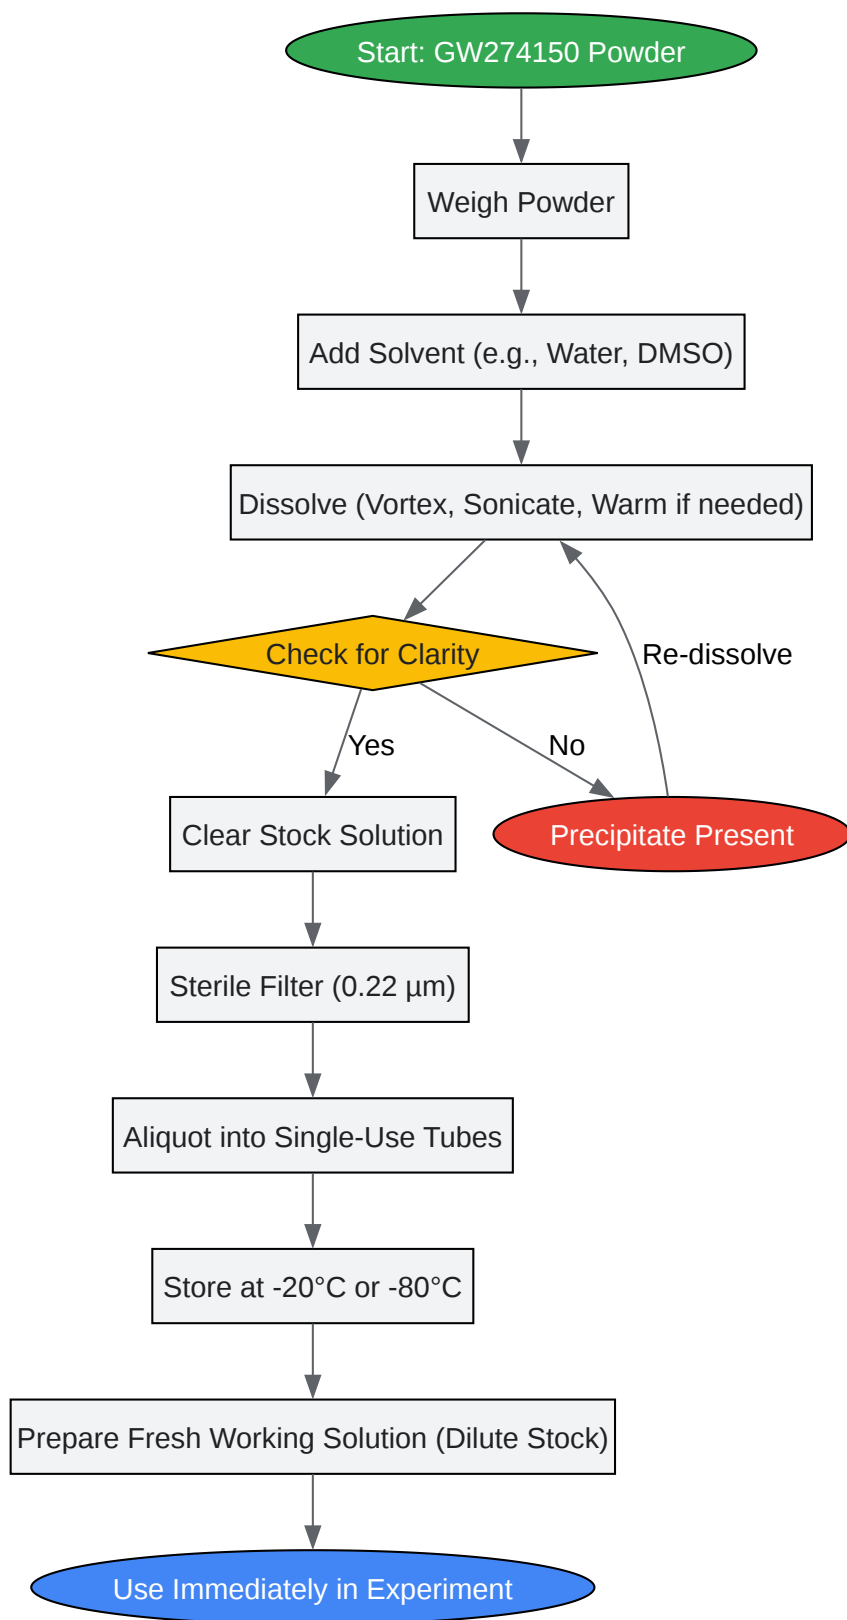 Start: GW274150 Powder
Weigh Powder
Add Solvent (e.g., Water, DMSO)
Dissolve (Vortex, Sonicate, Warm if needed)
Check for Clarity
Re-dissolve
Yes
No
Clear Stock Solution
Precipitate Present
Sterile Filter (0.22 µm)
Aliquot into Single-Use Tubes
Store at -20°C or -80°C
Prepare Fresh Working Solution (Dilute Stock)
Use Immediately in Experiment